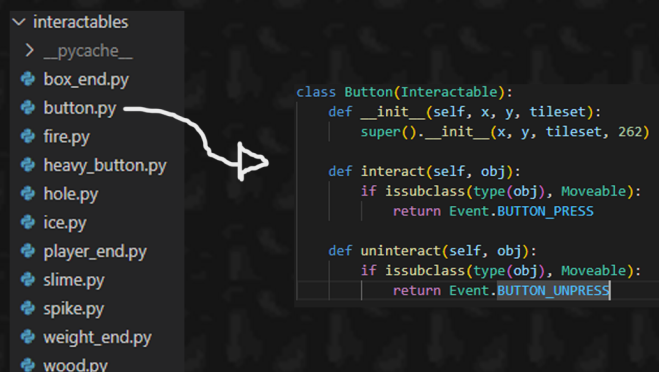 interactables
__pycache__
box_end.py
button.py
fire.py
heavy_button.py
hole.py
ice.py
player_end.py
slime.py
spike.py
weight_end.py
wood.py
class Button(Interactable):
    def __init__(self, x, y, tileset):
        super().__init__(x, y, tileset, 262)
    def interact(self, obj):
        if issubclass(type(obj), Moveable):
            return Event.BUTTON_PRESS
    def uninteract(self, obj):
        if issubclass(type(obj), Moveable):
            return Event.BUTTON_UNPRESS